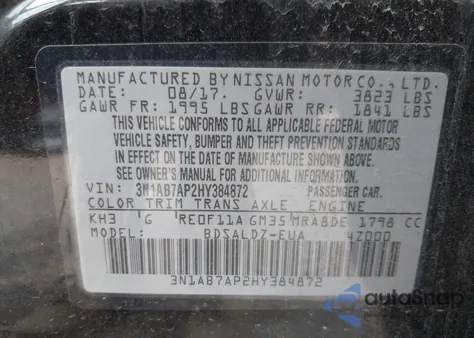 MANUFACTURED BY NISSAN MOTOR CO., LTD.
DATE: 08/17. GVWR: 3823 LBS
GAWR FR: 1995 LBS GAWR RR: 1841 LBS
THIS VEHICLE CONFORMS TO ALL APPLICABLE FEDERAL MOTOR
VEHICLE SAFETY, BUMPER AND THEFT PREVENTION STANDARDS
IN EFFECT ON THE DATE OF MANUFACTURE SHOWN ABOVE.
SEE OWNER'S MANUAL FOR ADDITIONAL INFORMATION.
VIN: 3N1AB7AP2HY384872 PASSENGER CAR.
COLOR TRIM TRANS AXLE ENGINE
KH3 G RE0F11A GM35 MRA8DE 1798 CC
MODEL: BDSALDZ-EUA 4Z000
3N1AB7AP2HY384872
autoSnap